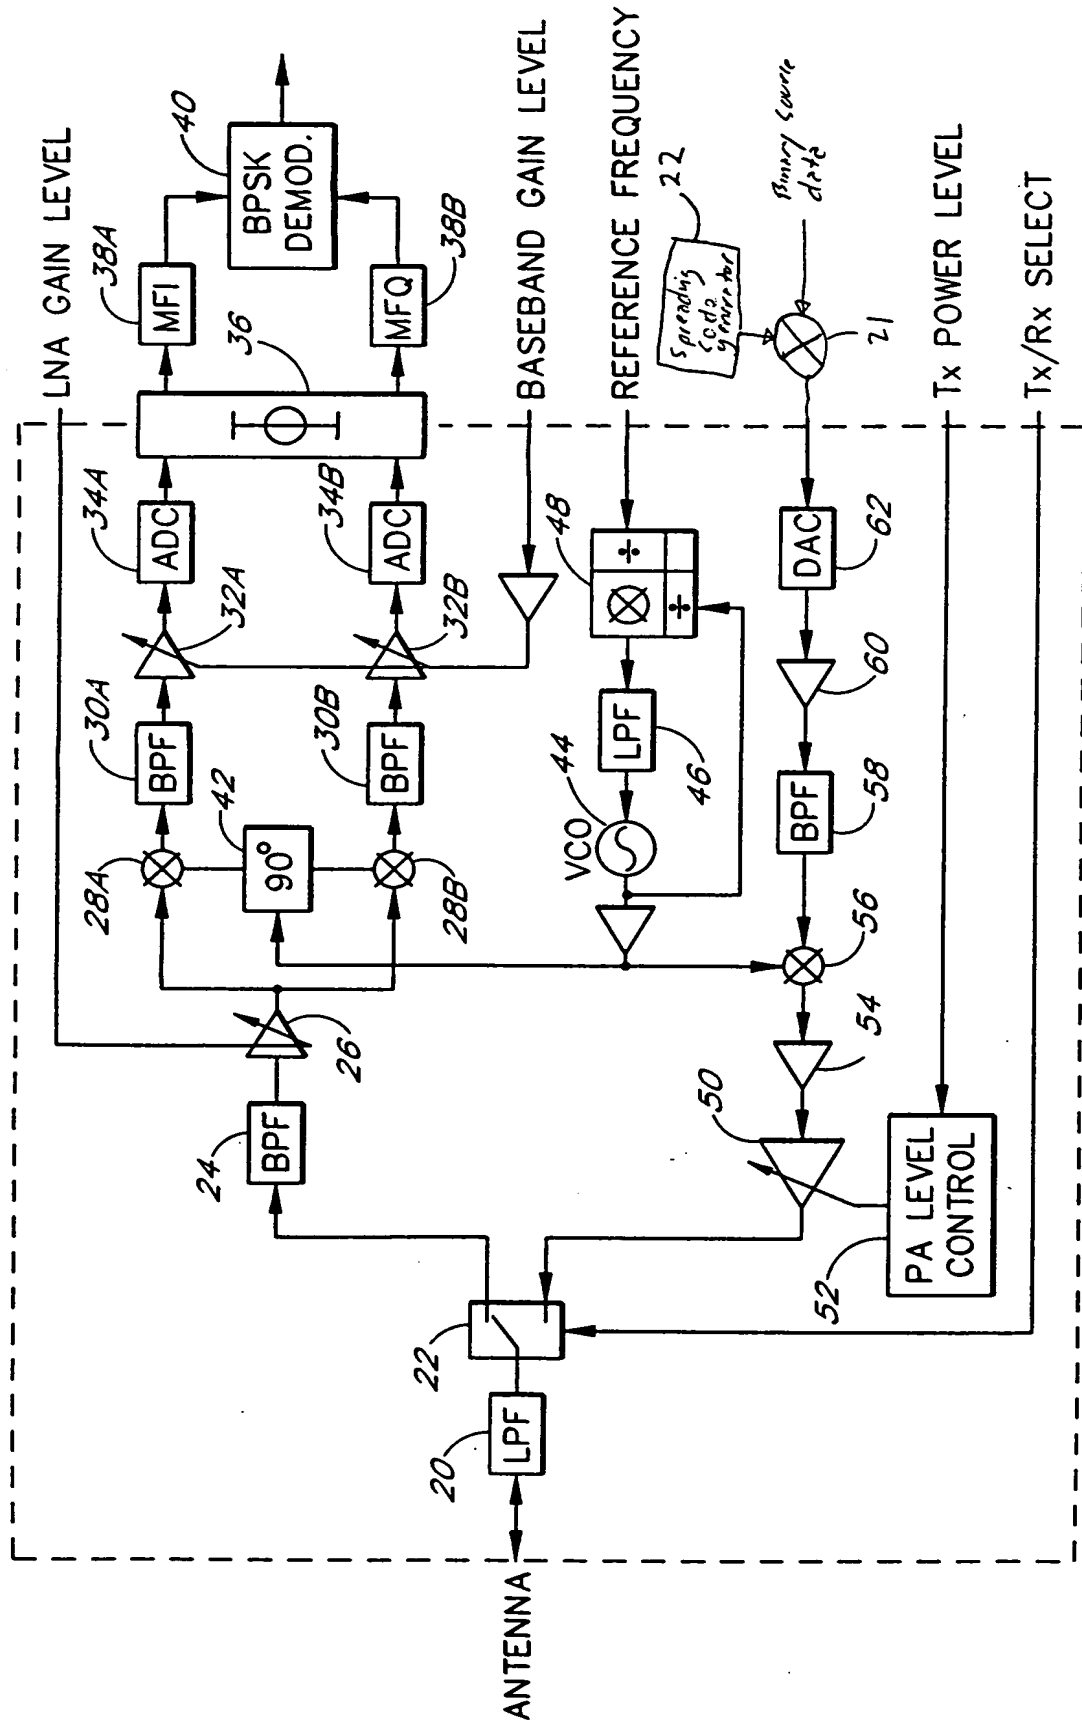 LNA GAIN LEVEL
40
BPSK
DEMOD.
38A
MFI
38B
MFQ
36
34A
ADC
34B
ADC
32A
32B
30A
BPF
30B
BPF
42
90°
28A
28B
26
24
BPF
BASEBAND GAIN LEVEL
REFERENCE FREQUENCY
48
÷
÷
LPF
46
44
VCO
22
Spreading
Code
generator
Binary source
data
21
DAC
62
60
BPF
58
56
54
50
PA LEVEL
CONTROL
52
Tx POWER LEVEL
Tx/Rx SELECT
22
20
LPF
ANTENNA